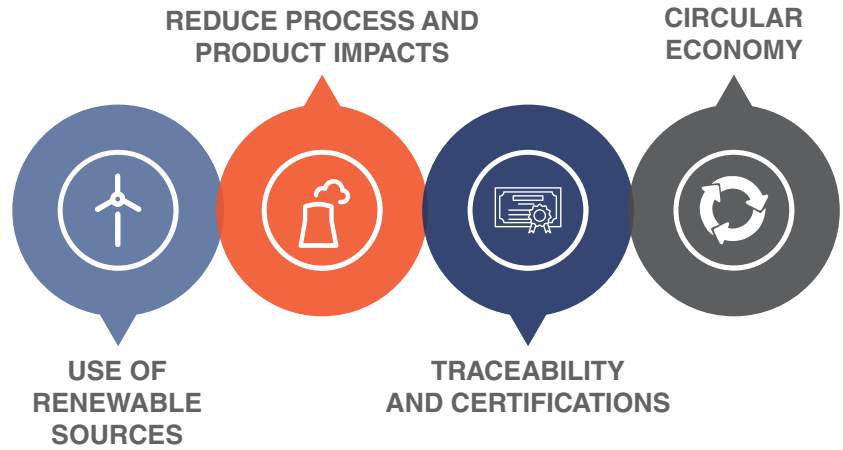 REDUCE PROCESS AND
PRODUCT IMPACTS
CIRCULAR
ECONOMY
USE OF
RENEWABLE
SOURCES
TRACEABILITY
AND CERTIFICATIONS